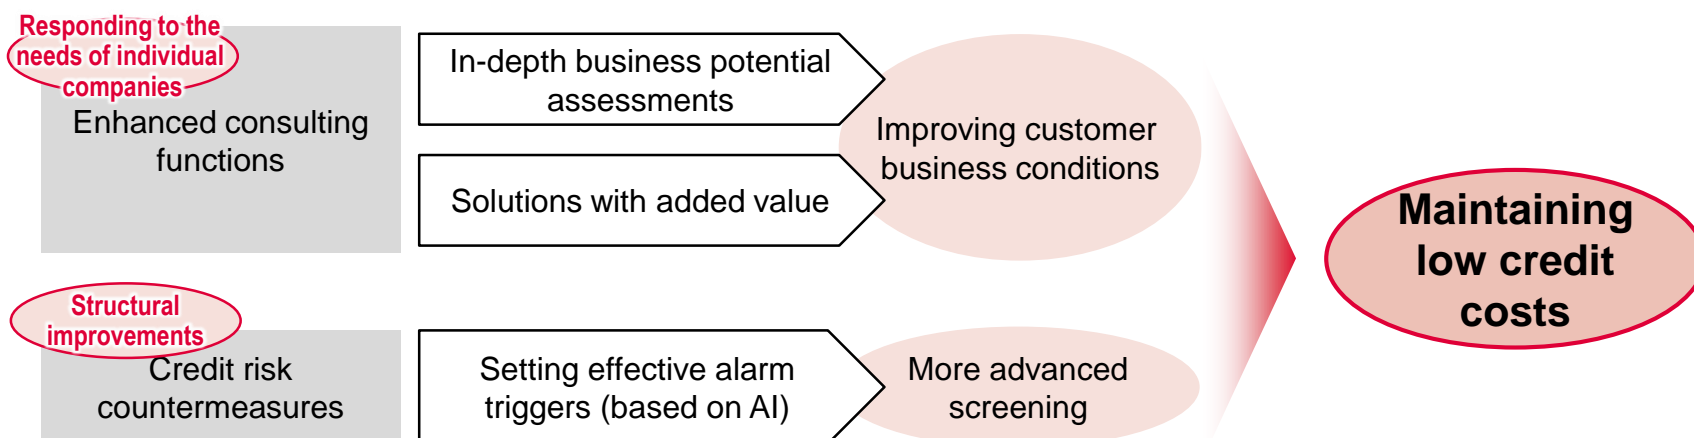 Responding to the
needs of individual
companies
Enhanced consulting
functions
In-depth business potential
assessments
Solutions with added value
Improving customer
business conditions
Structural
improvements
Credit risk
countermeasures
Setting effective alarm
triggers (based on AI)
More advanced
screening
Maintaining
low credit
costs